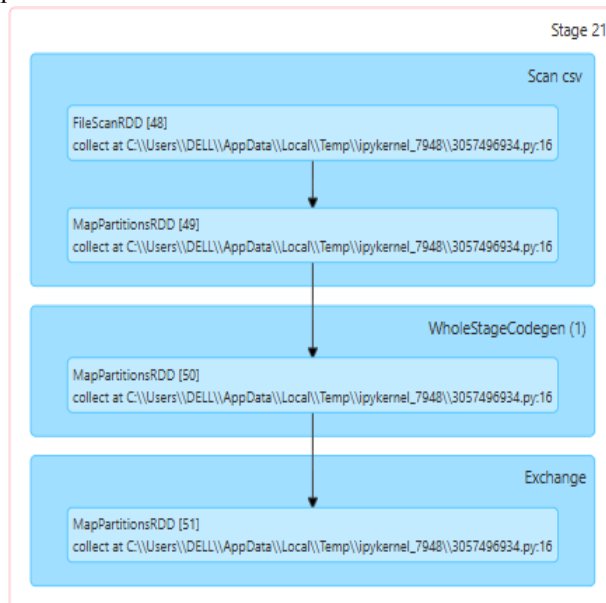 Stage 21
Scan csv
FileScanRDD [48]
collect at C:\\Users\\DELL\\AppData\\Local\\Temp\\ipykernel_7948\\3057496934.py:16
MapPartitionsRDD [49]
collect at C:\\Users\\DELL\\AppData\\Local\\Temp\\ipykernel_7948\\3057496934.py:16
WholeStageCodegen (1)
MapPartitionsRDD [50]
collect at C:\\Users\\DELL\\AppData\\Local\\Temp\\ipykernel_7948\\3057496934.py:16
Exchange
MapPartitionsRDD [51]
collect at C:\\Users\\DELL\\AppData\\Local\\Temp\\ipykernel_7948\\3057496934.py:16